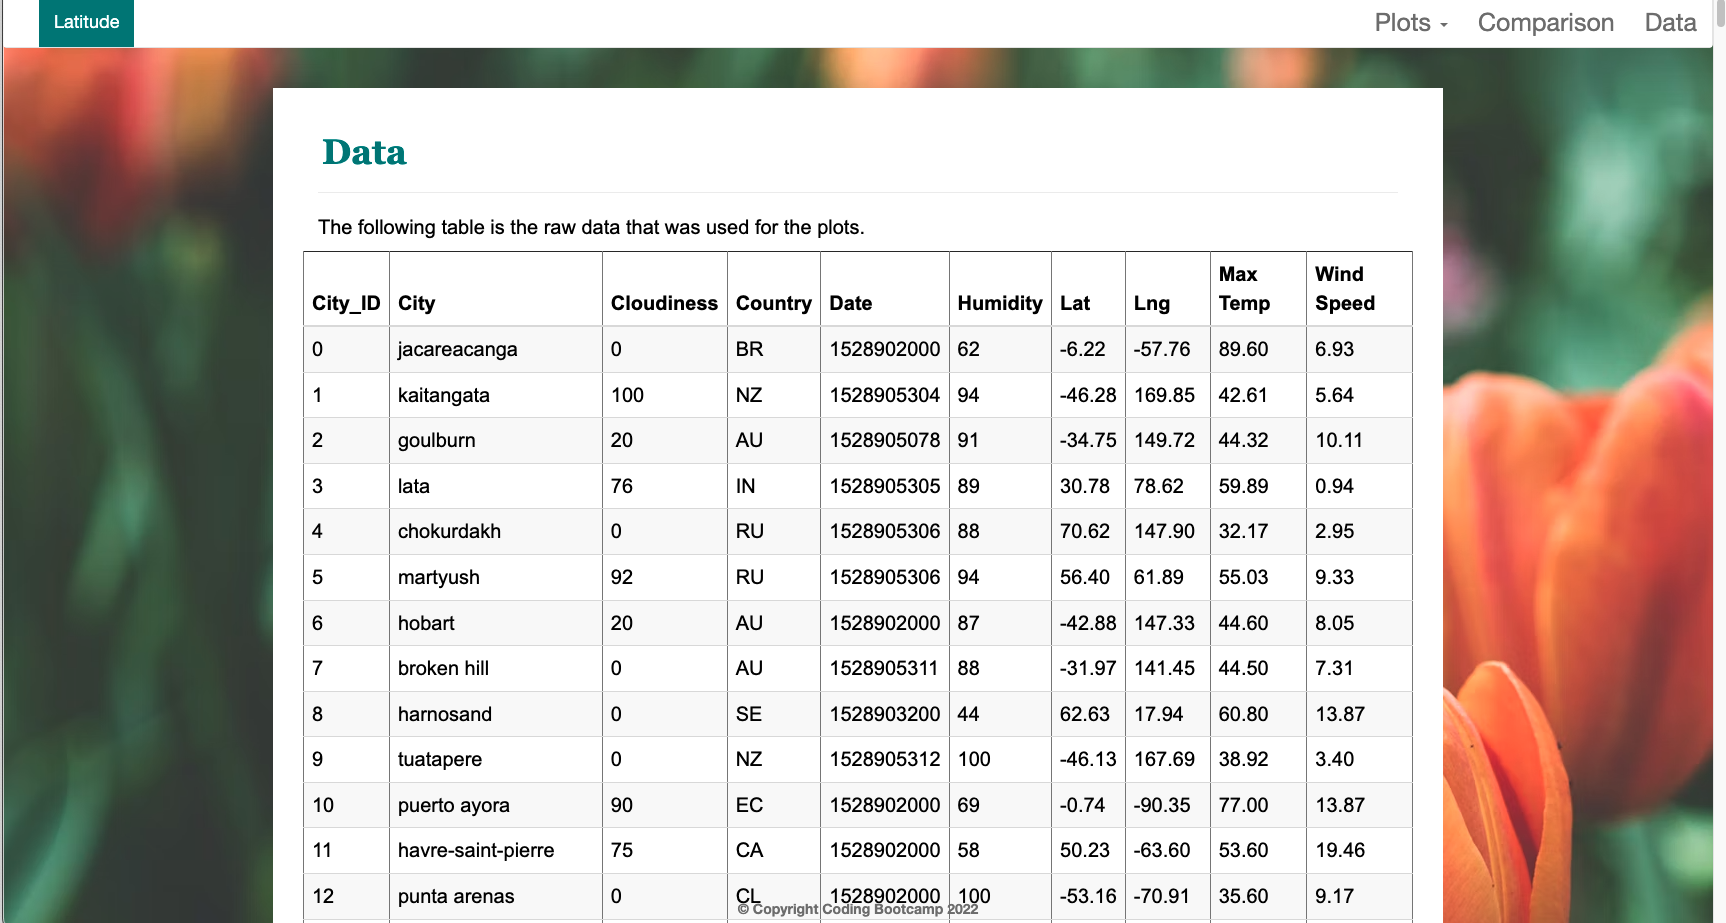 Latitude Plots Comparison Data
Data
The following table is the raw data that was used for the plots.
City_ID City Cloudiness Country Date Humidity Lat Lng Max Temp Wind Speed
0 jacareacanga 0 BR 1528902000 62 -6.22 -57.76 89.60 6.93
1 kaitangata 100 NZ 1528905304 94 -46.28 169.85 42.61 5.64
2 goulburn 20 AU 1528905078 91 -34.75 149.72 44.32 10.11
3 lata 76 IN 1528905305 89 30.78 78.62 59.89 0.94
4 chokurdakh 0 RU 1528905306 88 70.62 147.90 32.17 2.95
5 martyush 92 RU 1528905306 94 56.40 61.89 55.03 9.33
6 hobart 20 AU 1528902000 87 -42.88 147.33 44.60 8.05
7 broken hill 0 AU 1528905311 88 -31.97 141.45 44.50 7.31
8 harnosand 0 SE 1528903200 44 62.63 17.94 60.80 13.87
9 tuatapere 0 NZ 1528905312 100 -46.13 167.69 38.92 3.40
10 puerto ayora 90 EC 1528902000 69 -0.74 -90.35 77.00 13.87
11 havre-saint-pierre 75 CA 1528902000 58 50.23 -63.60 53.60 19.46
12 punta arenas 0 CL 1528902000 100 -53.16 -70.91 35.60 9.17
© Copyright Coding Bootcamp 2022